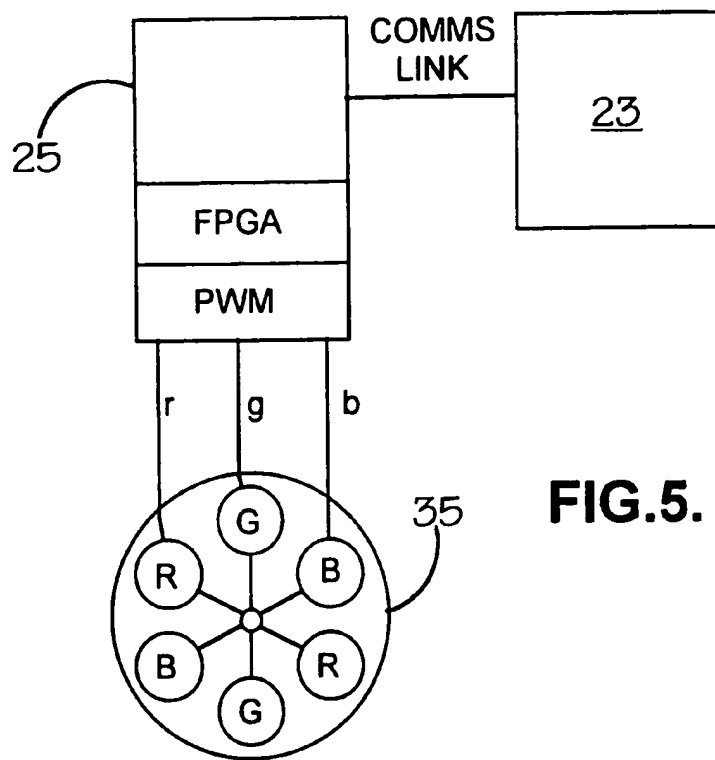 COMMS
LINK
23
25
FPGA
PWM
r g b
FIG.5.
35
G
R B
B R
G